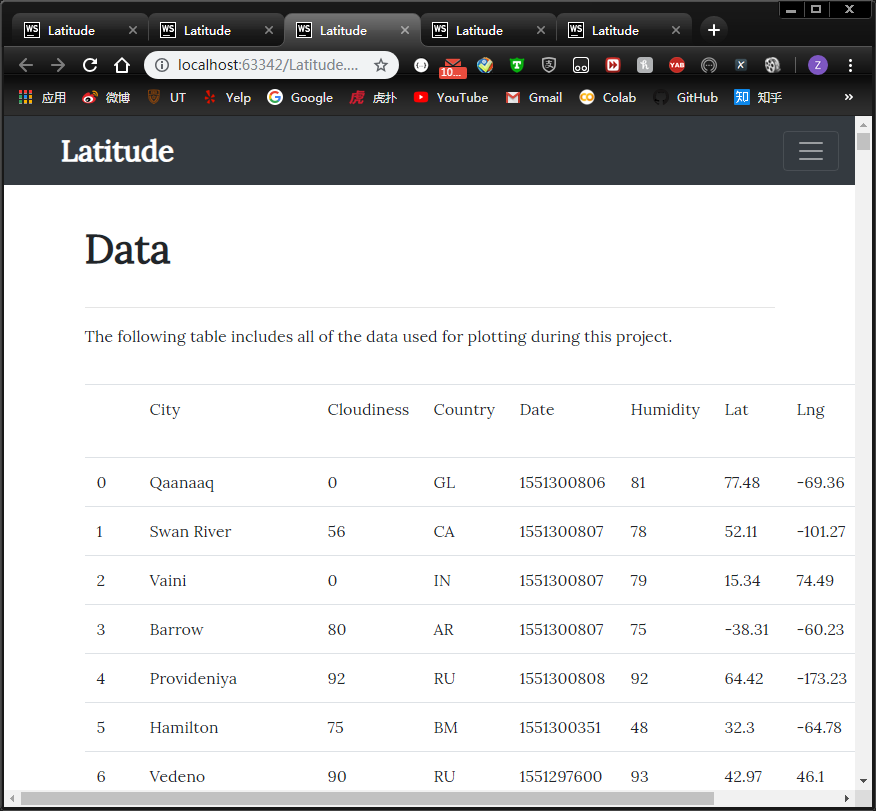 Latitude Latitude Latitude Latitude Latitude
localhost:63342/Latitude.... 10... YAB Z
应用 微博 UT Yelp Google 虎扑 YouTube Gmail Colab GitHub 知乎 »
Latitude
Data
The following table includes all of the data used for plotting during this project.
City Cloudiness Country Date Humidity Lat Lng
0 Qaanaaq 0 GL 1551300806 81 77.48 -69.36
1 Swan River 56 CA 1551300807 78 52.11 -101.27
2 Vaini 0 IN 1551300807 79 15.34 74.49
3 Barrow 80 AR 1551300807 75 -38.31 -60.23
4 Provideniya 92 RU 1551300808 92 64.42 -173.23
5 Hamilton 75 BM 1551300351 48 32.3 -64.78
6 Vedeno 90 RU 1551297600 93 42.97 46.1